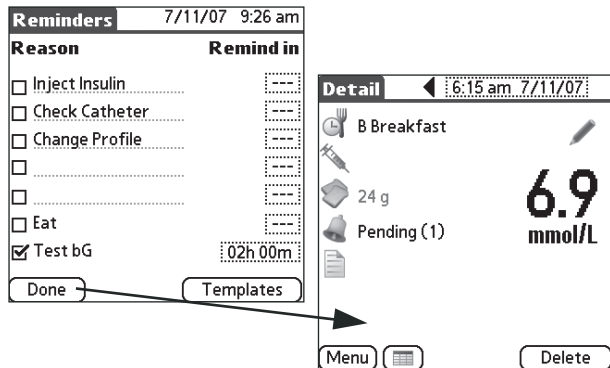 Reminders 7/11/07 9:26 am
Reason Remind in
Inject Insulin ---
Check Catheter ---
Change Profile ---
---
---
Eat ---
Test bG 02h 00m
Done Templates
Detail 6:15 am 7/11/07
B Breakfast
24 g
Pending (1)
6.9
mmol/L
Menu Delete